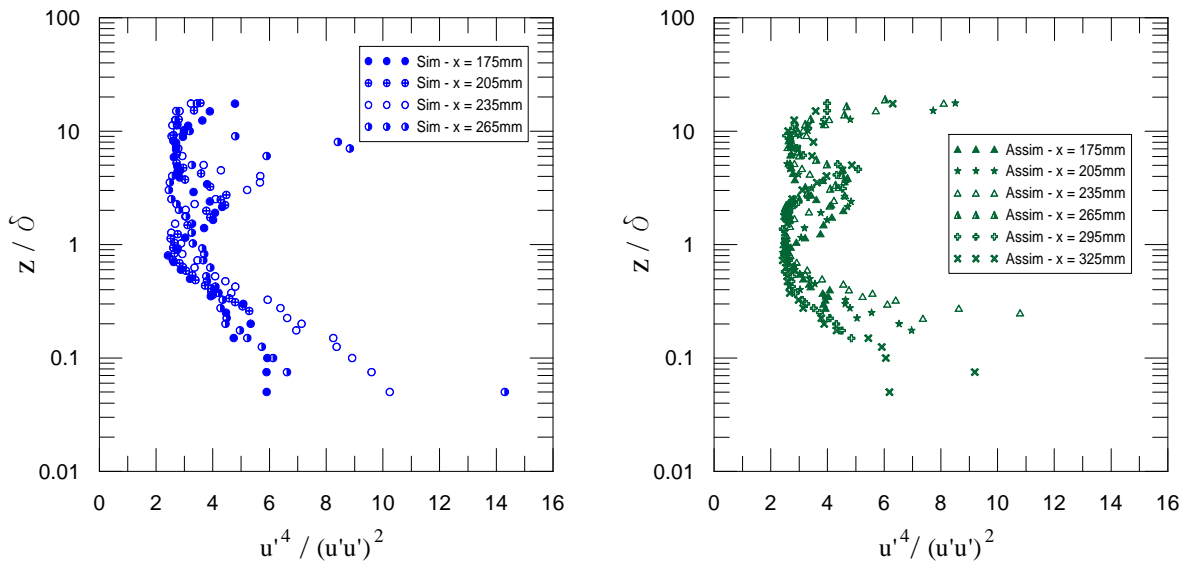 100
10
1
0.1
0.01
z / δ
0 2 4 6 8 10 12 14 16
u'4 / (u'u')2
Sim - x = 175mm
Sim - x = 205mm
Sim - x = 235mm
Sim - x = 265mm
100
10
1
0.1
0.01
z / δ
0 2 4 6 8 10 12 14 16
u'4 / (u'u')2
Assim - x = 175mm
Assim - x = 205mm
Assim - x = 235mm
Assim - x = 265mm
Assim - x = 295mm
Assim - x = 325mm